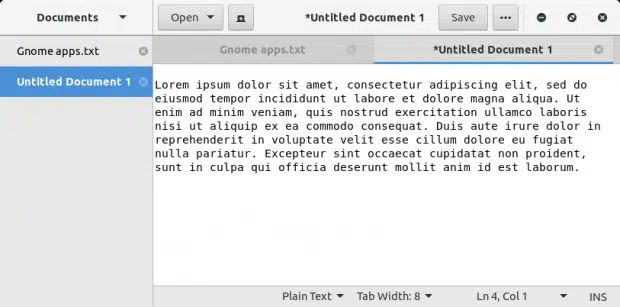 Documents
Open
*Untitled Document 1
Save
Gnome apps.txt
Untitled Document 1
Gnome apps.txt
*Untitled Document 1
Lorem ipsum dolor sit amet, consectetur adipiscing elit, sed do
eiusmod tempor incididunt ut labore et dolore magna aliqua. Ut
enim ad minim veniam, quis nostrud exercitation ullamco laboris
nisi ut aliquip ex ea commodo consequat. Duis aute irure dolor in
reprehenderit in voluptate velit esse cillum dolore eu fugiat
nulla pariatur. Excepteur sint occaecat cupidatat non proident,
sunt in culpa qui officia deserunt mollit anim id est laborum.
Plain Text
Tab Width: 8
Ln 4, Col 1
INS